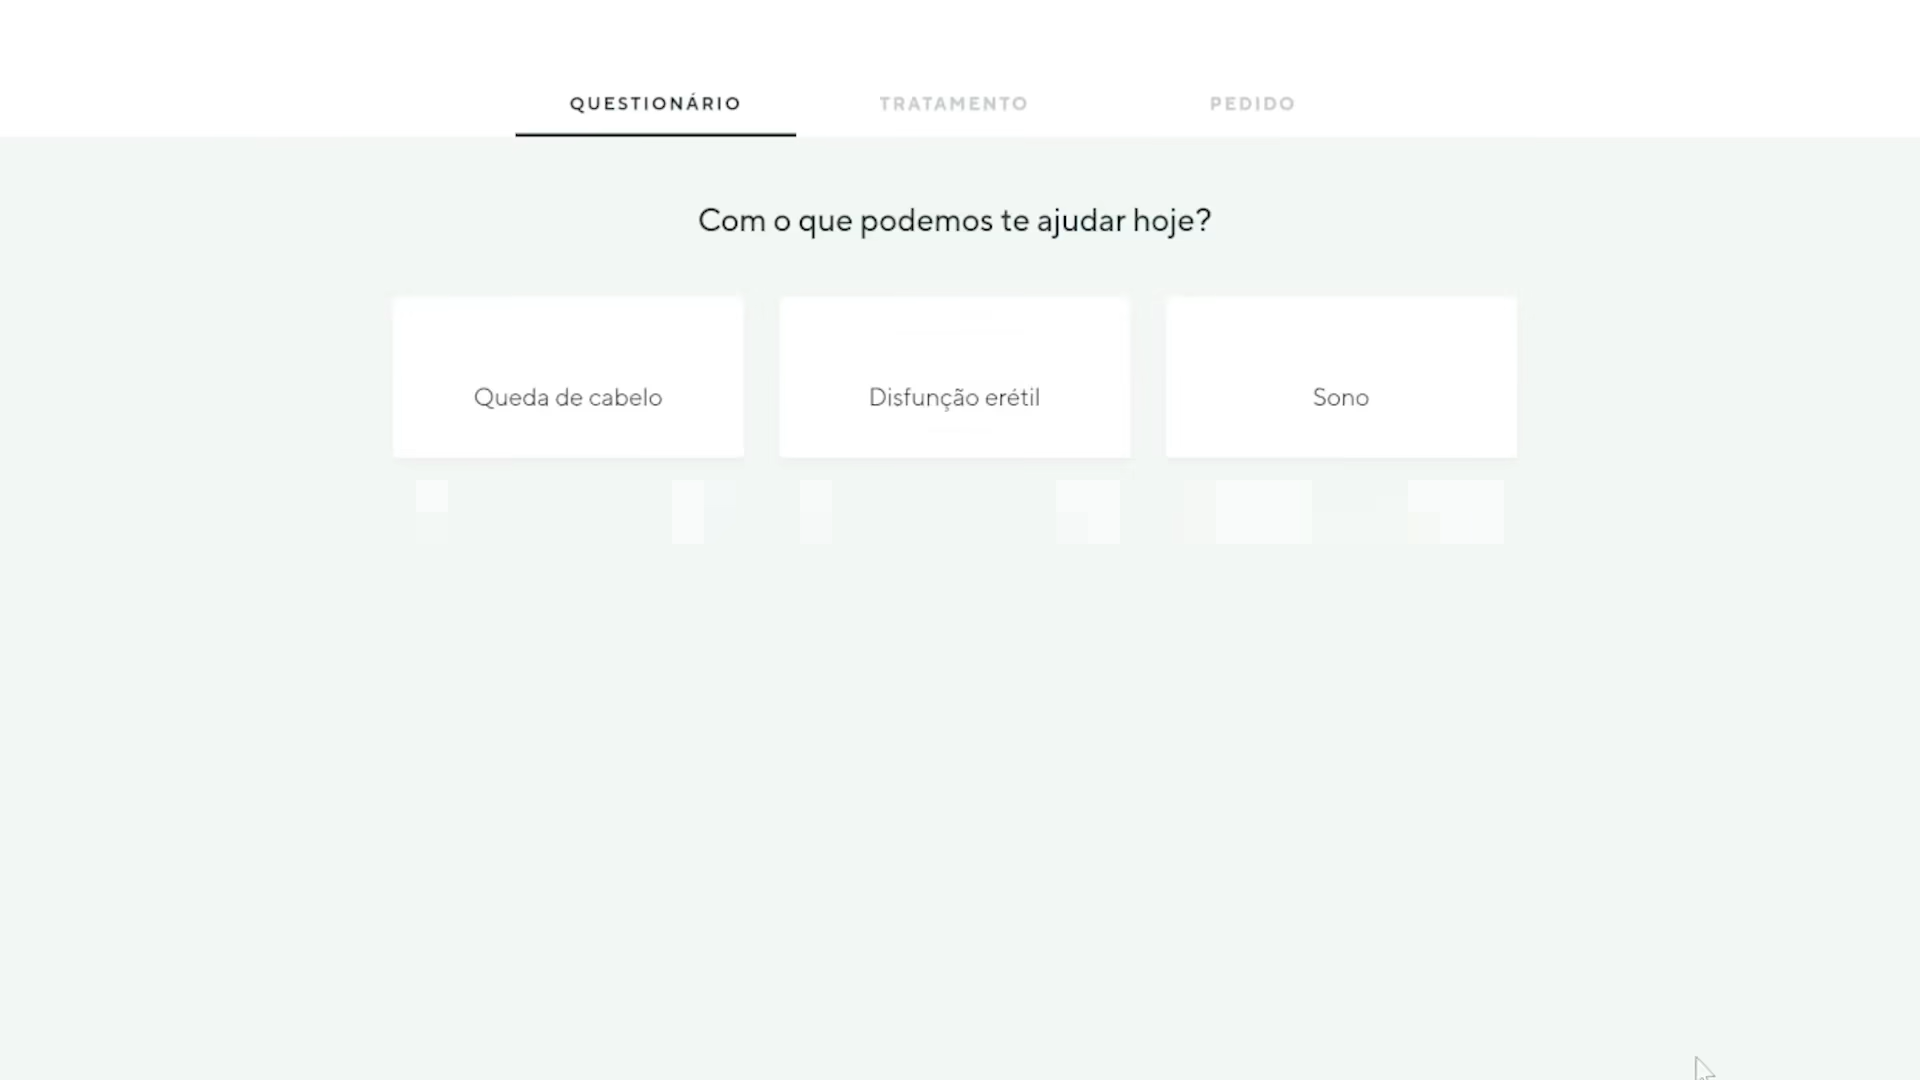 QUESTIONÁRIO TRATAMENTO PEDIDO
Com o que podemos te ajudar hoje?
Queda de cabelo
Disfunção erétil
Sono